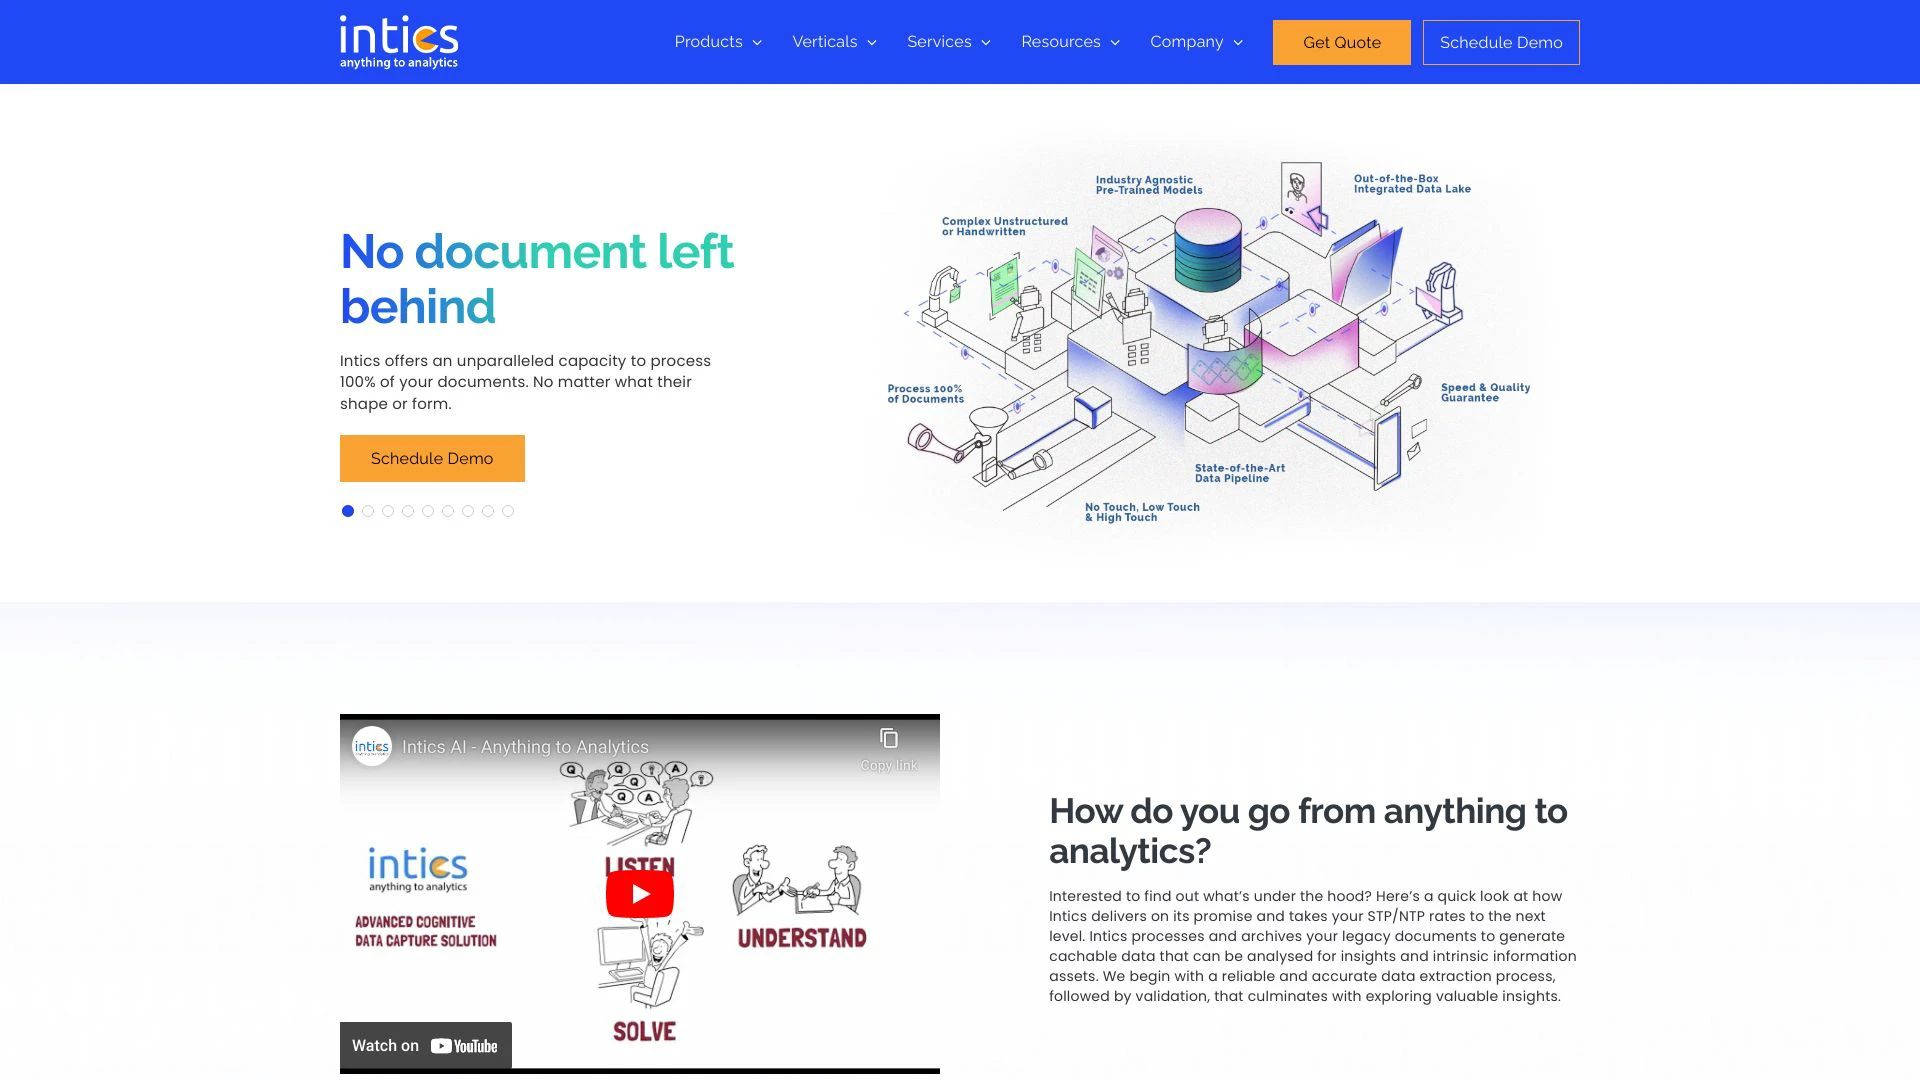 intics
anything to analytics
Products
Verticals
Services
Resources
Company
Get Quote
Schedule Demo
No document left
behind
Intics offers an unparalleled capacity to process
100% of your documents. No matter what their
shape or form.
Schedule Demo
Industry Agnostic
Pre-Trained Models
Out-of-the-Box
Integrated Data Lake
Complex Unstructured
or Handwritten
Process 100%
of Documents
Speed & Quality
Guarantee
State-of-the-Art
Data Pipeline
No Touch, Low Touch
& High Touch
intics
Intics AI - Anything to Analytics
Copy link
Q Q A
Q
Q A
intics
anything to analytics
ADVANCED COGNITIVE
DATA CAPTURE SOLUTION
LISTEN
UNDERSTAND
SOLVE
Watch on YouTube
How do you go from anything to
analytics?
Interested to find out what’s under the hood? Here’s a quick look at how
Intics delivers on its promise and takes your STP/NTP rates to the next
level. Intics processes and archives your legacy documents to generate
cachable data that can be analysed for insights and intrinsic information
assets. We begin with a reliable and accurate data extraction process,
followed by validation, that culminates with exploring valuable insights.